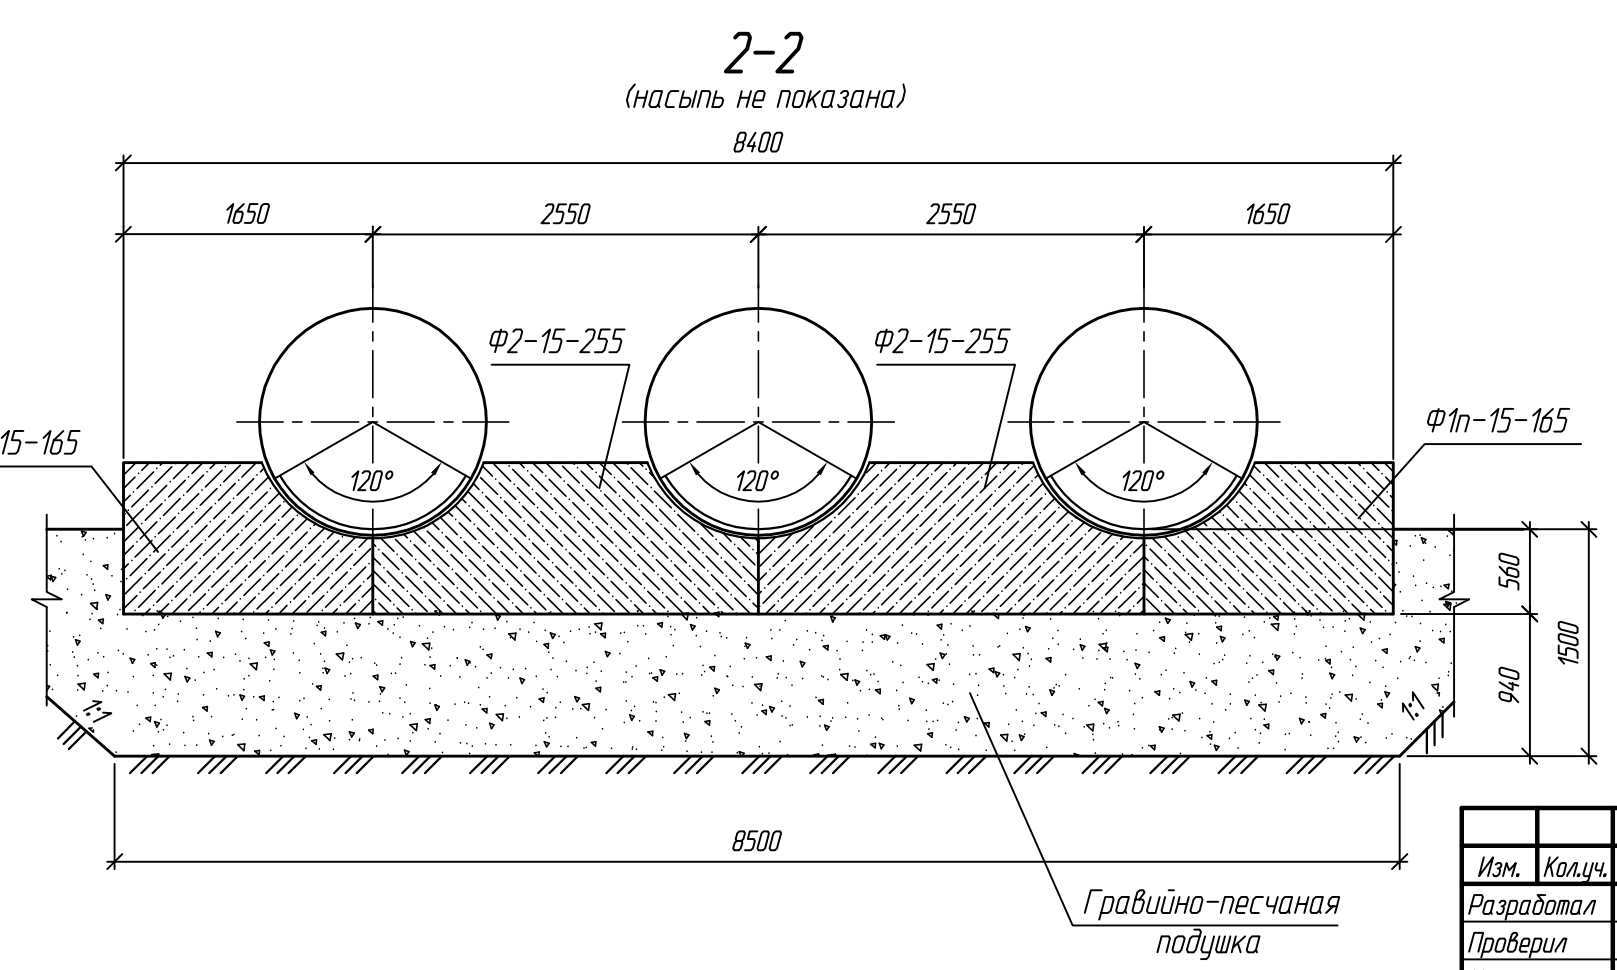 2-2
(насыпь не показана)
8400
1650
2550
2550
1650
Ф2-15-255
Ф2-15-255
15-165
Ф1п-15-165
120°
120°
120°
560
1500
940
1:1
1:1
8500
Гравийно-песчаная
подушка
Изм.
Кол.уч.
Разработал
Проверил